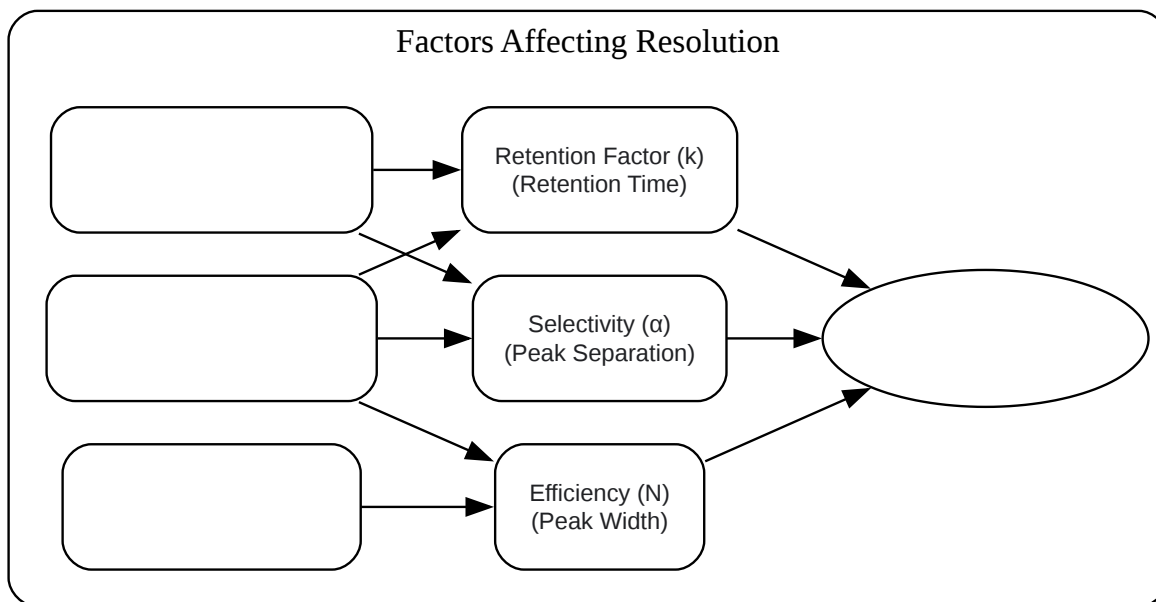 Factors Affecting Resolution
Retention Factor (k)
(Retention Time)
Selectivity (α)
(Peak Separation)
Efficiency (N)
(Peak Width)